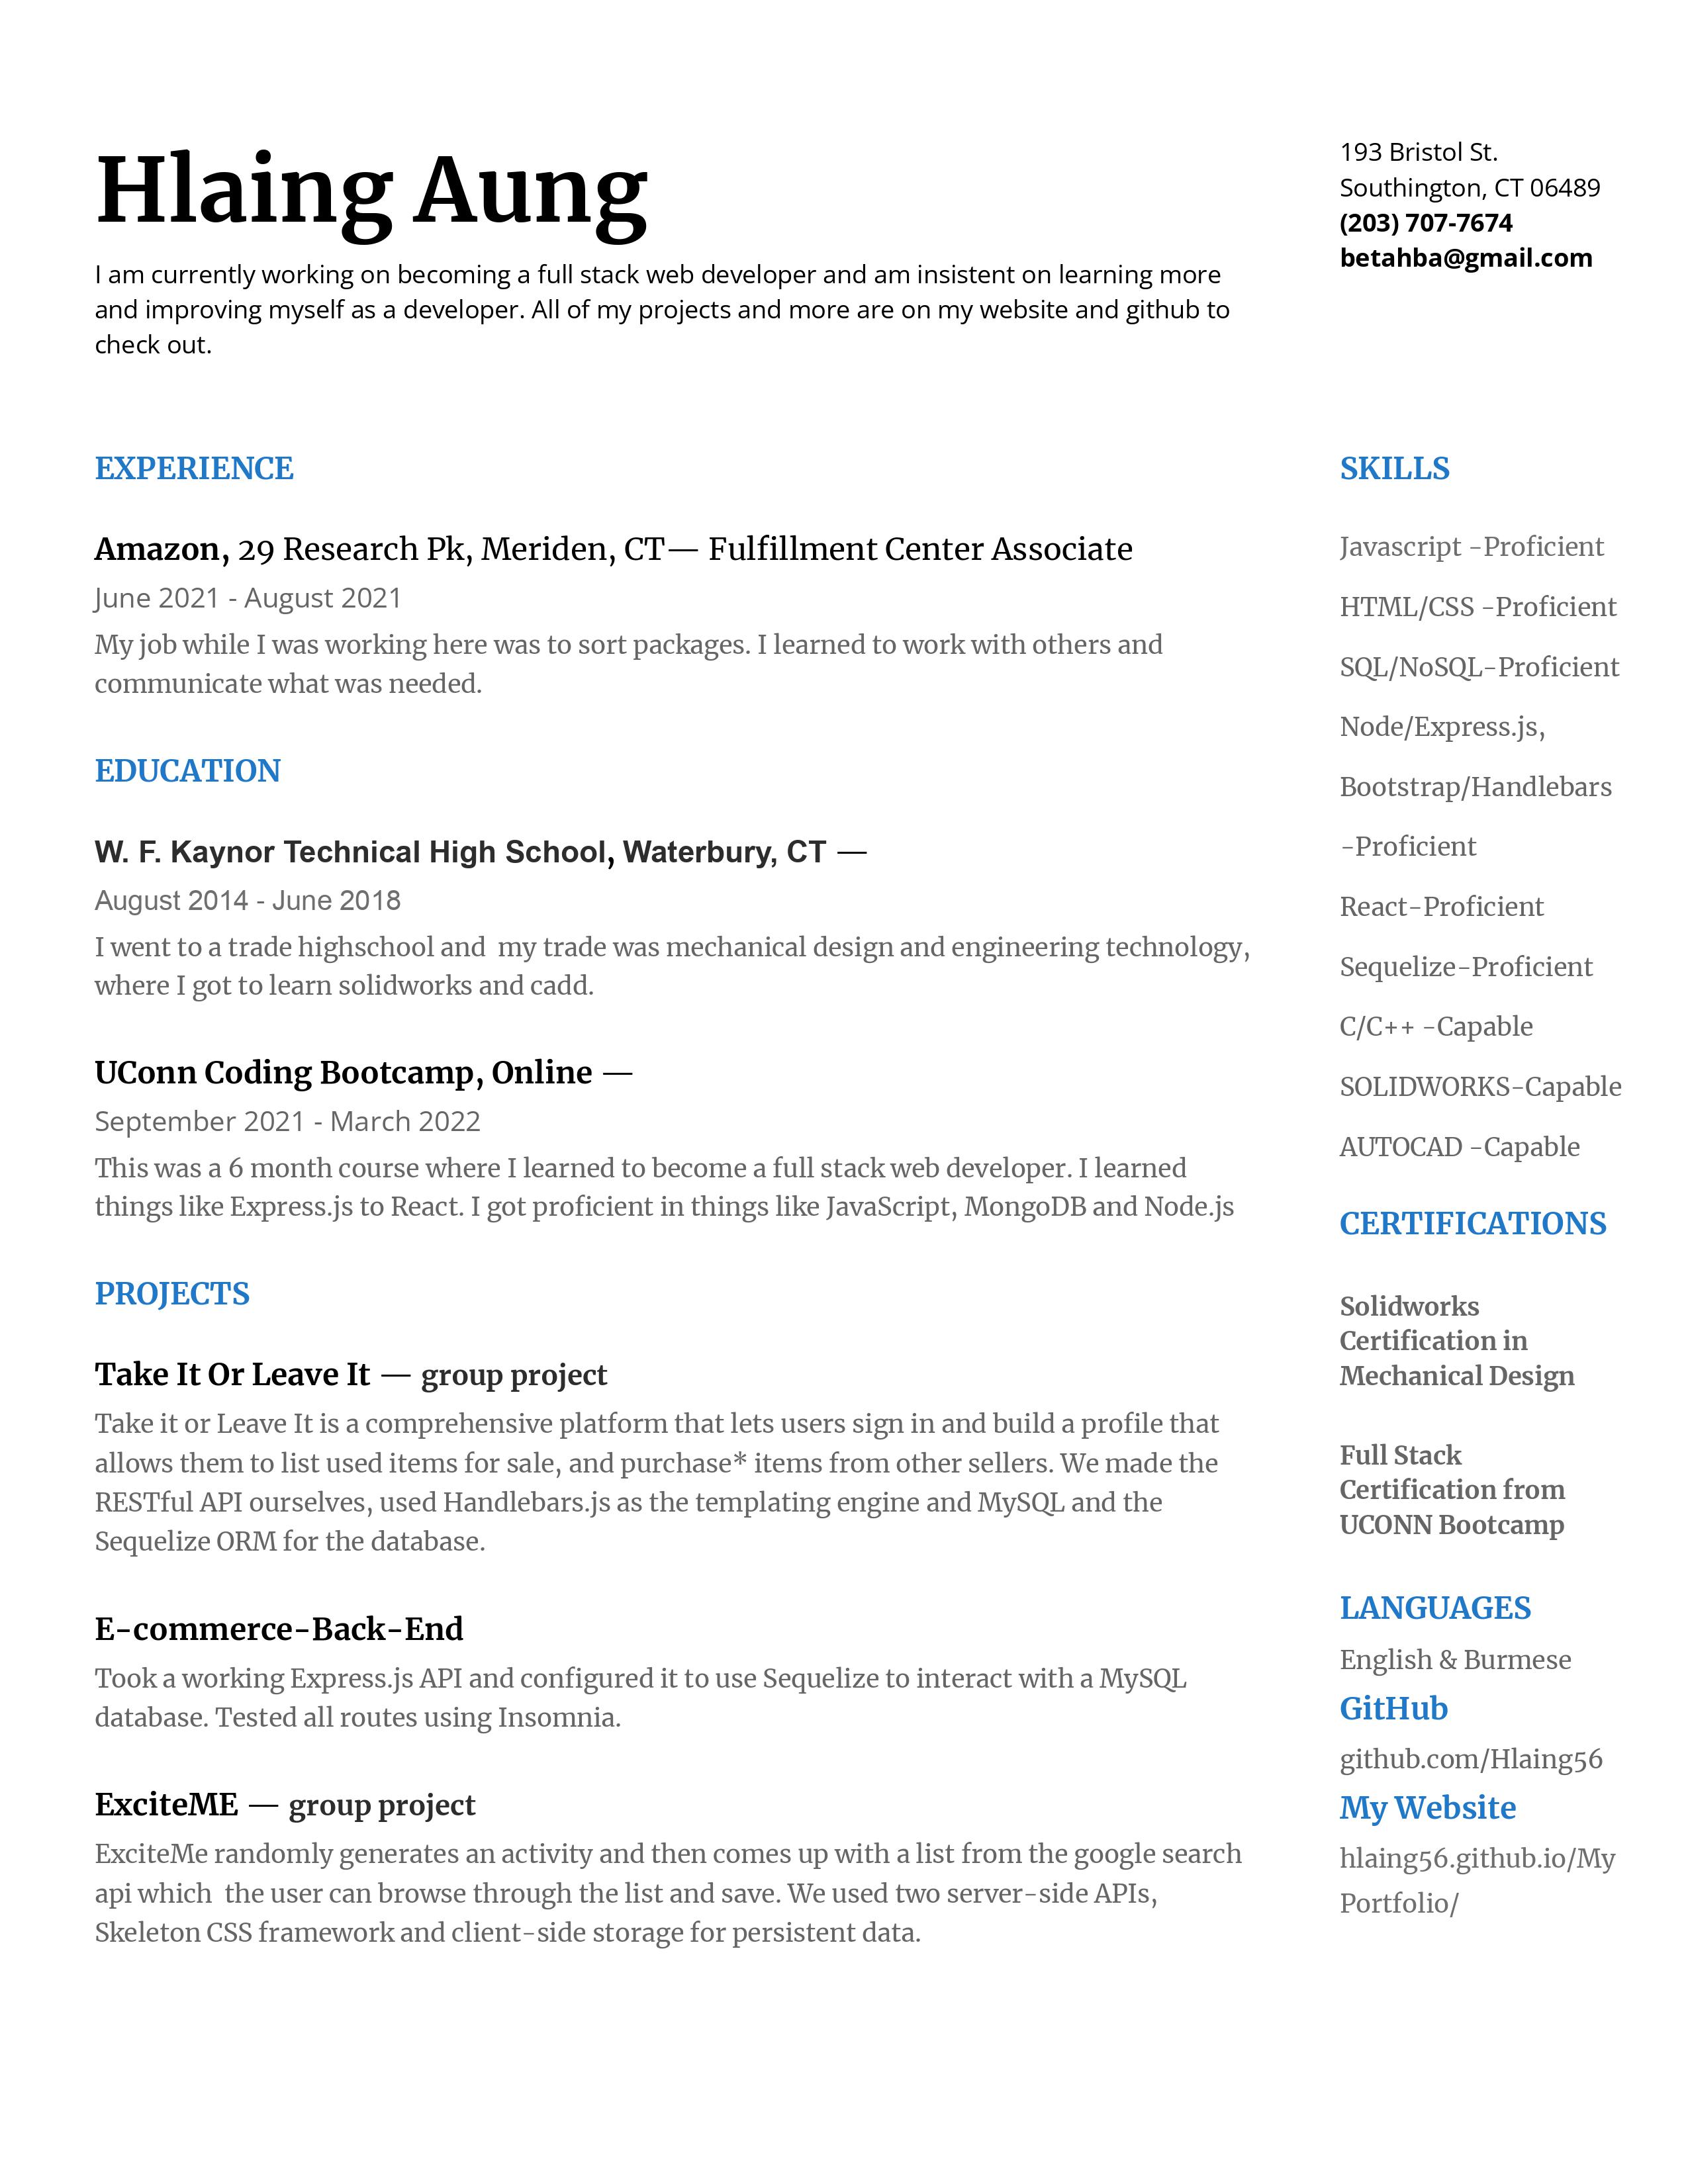 Hlaing Aung
I am currently working on becoming a full stack web developer and am insistent on learning more
and improving myself as a developer. All of my projects and more are on my website and github to
check out.
193 Bristol St.
Southington, CT 06489
(203) 707-7674
betahba@gmail.com
EXPERIENCE
Amazon, 29 Research Pk, Meriden, CT— Fulfillment Center Associate
June 2021 - August 2021
My job while I was working here was to sort packages. I learned to work with others and
communicate what was needed.
EDUCATION
W. F. Kaynor Technical High School, Waterbury, CT —
August 2014 - June 2018
I went to a trade highschool and  my trade was mechanical design and engineering technology,
where I got to learn solidworks and cadd.
UConn Coding Bootcamp, Online —
September 2021 - March 2022
This was a 6 month course where I learned to become a full stack web developer. I learned
things like Express.js to React. I got proficient in things like JavaScript, MongoDB and Node.js
PROJECTS
Take It Or Leave It — group project
Take it or Leave It is a comprehensive platform that lets users sign in and build a profile that
allows them to list used items for sale, and purchase* items from other sellers. We made the
RESTful API ourselves, used Handlebars.js as the templating engine and MySQL and the
Sequelize ORM for the database.
E-commerce-Back-End
Took a working Express.js API and configured it to use Sequelize to interact with a MySQL
database. Tested all routes using Insomnia.
ExciteME — group project
ExciteMe randomly generates an activity and then comes up with a list from the google search
api which  the user can browse through the list and save. We used two server-side APIs,
Skeleton CSS framework and client-side storage for persistent data.
SKILLS
Javascript -Proficient
HTML/CSS -Proficient
SQL/NoSQL-Proficient
Node/Express.js,
Bootstrap/Handlebars
-Proficient
React-Proficient
Sequelize-Proficient
C/C++ -Capable
SOLIDWORKS-Capable
AUTOCAD -Capable
CERTIFICATIONS
Solidworks
Certification in
Mechanical Design
Full Stack
Certification from
UCONN Bootcamp
LANGUAGES
English & Burmese
GitHub
github.com/Hlaing56
My Website
hlaing56.github.io/My
Portfolio/